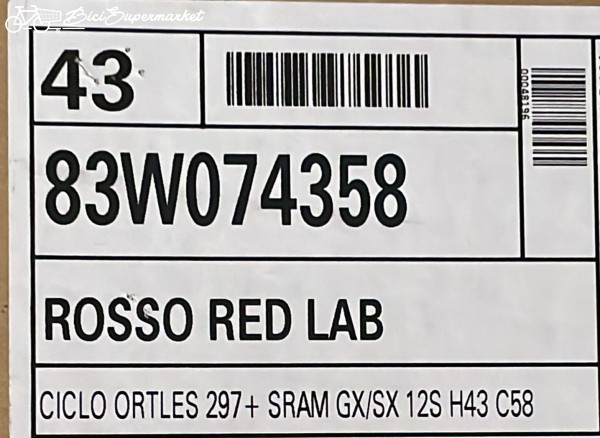 BiciSupermarket
43
00048196
83W074358
ROSSO RED LAB
CICLO ORTLES 297+ SRAM GX/SX 12S H43 C58